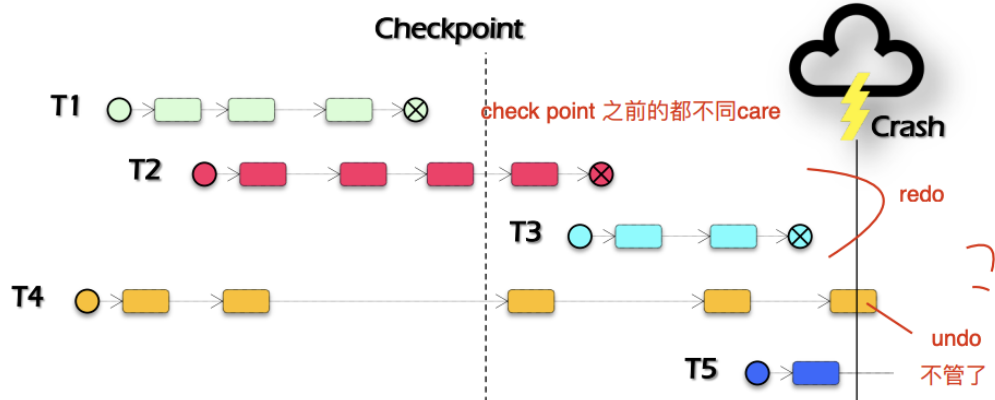 Checkpoint
T1
check point 之前的都不同care
Crash
T2
redo
T3
T4
undo
T5
不管了